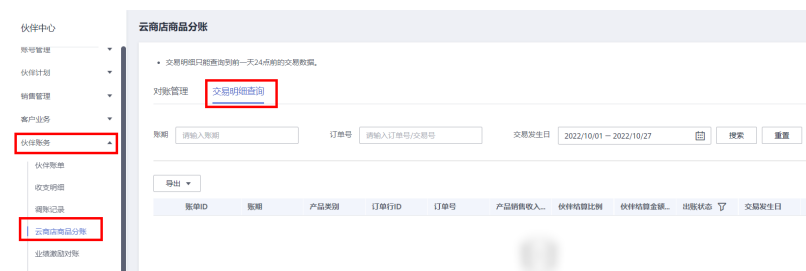 伙伴中心
账号管理
伙伴计划
销售管理
客户业务
伙伴账务
伙伴账单
收支明细
调账记录
云商店商品分账
业绩激励对账
云商店商品分账
• 交易明细只能查询到前一天24点前的交易数据。
对账管理 交易明细查询
账期 请输入账期 订单号 请输入订单号/交易号 交易发生日 2022/10/01 – 2022/10/27 搜索 重置
导出
账单ID 账期 产品类别 订单行ID 订单号 产品销售收入... 伙伴结算比例 伙伴结算金额... 出账状态 交易发生日